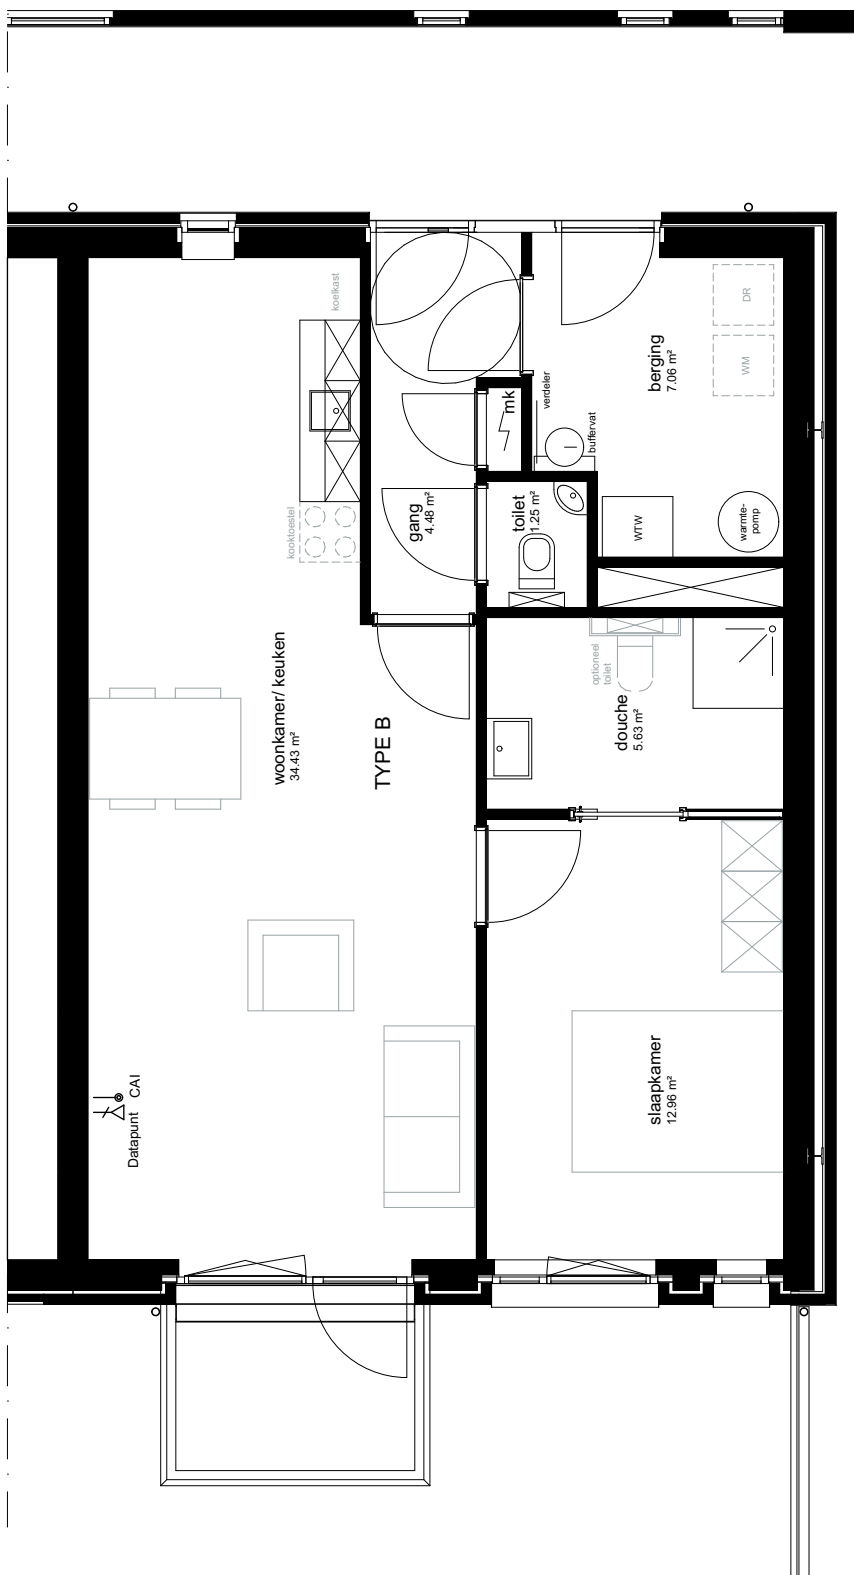 koelkast
kooktoestel
woonkamer/ keuken
34.43 m²
TYPE B
gang
4.48 m²
mk
toilet
1.25 m²
verdeler
buffervat
berging
7.06 m²
DR
WM
WTW
warmte-
pomp
optioneel
toilet
douche
5.63 m²
slaapkamer
12.96 m²
CAI
Datapunt